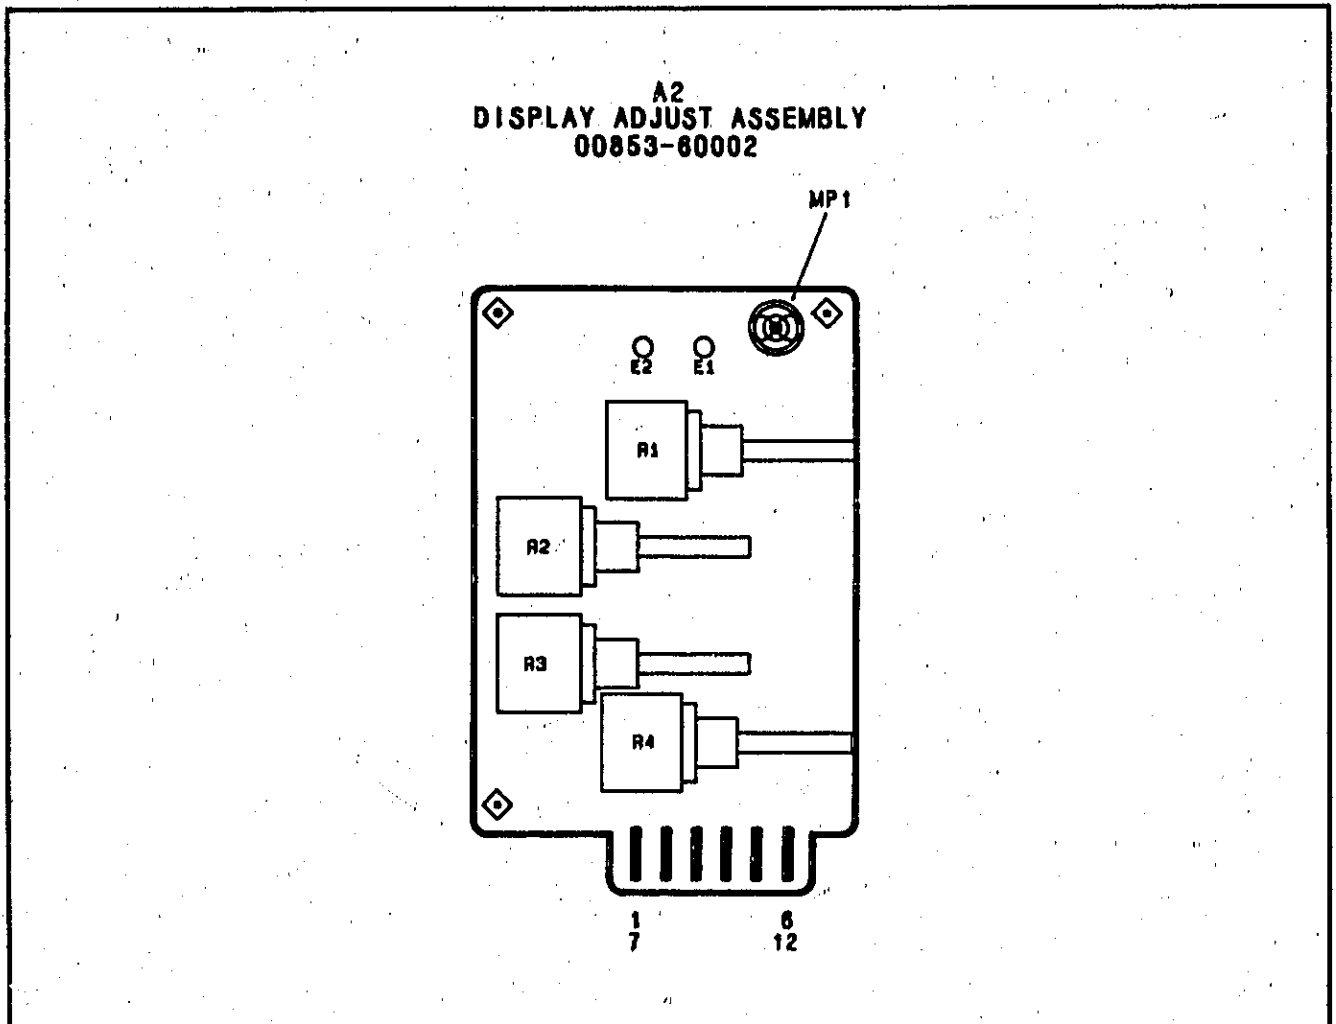 A2
DISPLAY ADJUST ASSEMBLY
00853-60002
MP1
E2 E1
R1
R2
R3
R4
1 6
7 12